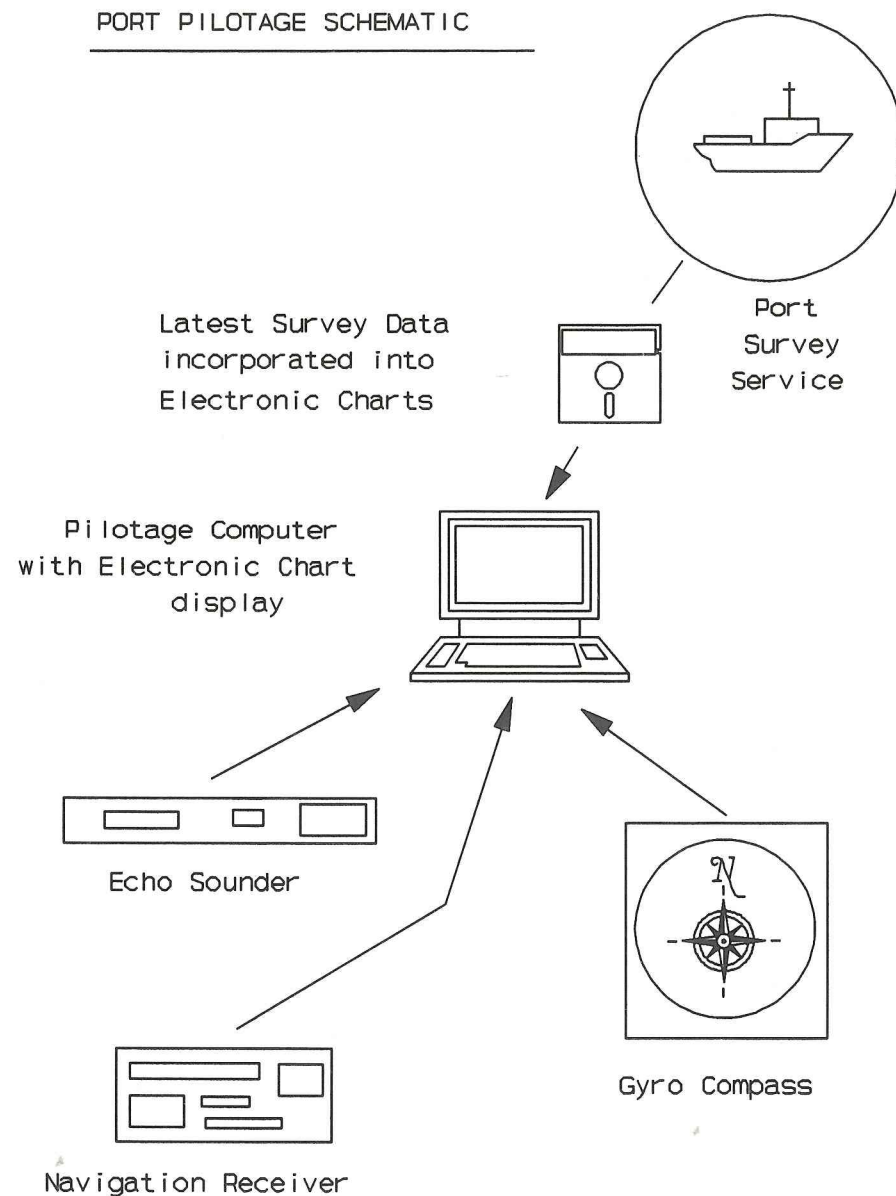 PORT PILOTAGE SCHEMATIC
Port
Survey
Service
Latest Survey Data
incorporated into
Electronic Charts
Pilotage Computer
with Electronic Chart
display
Echo Sounder
N
Gyro Compass
Navigation Receiver